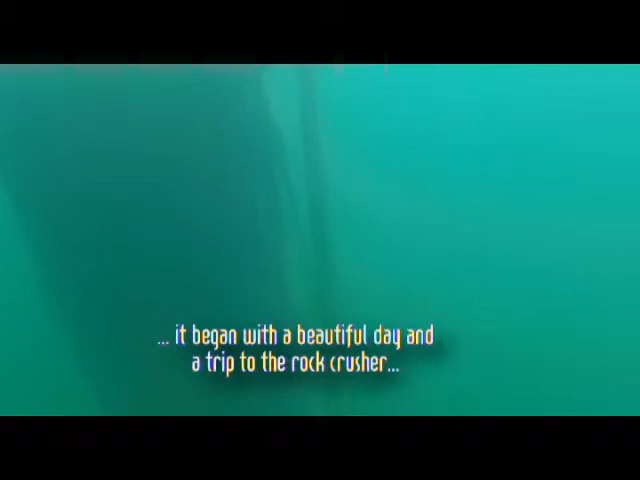 ... it began with a beautiful day and
a trip to the rock crusher...